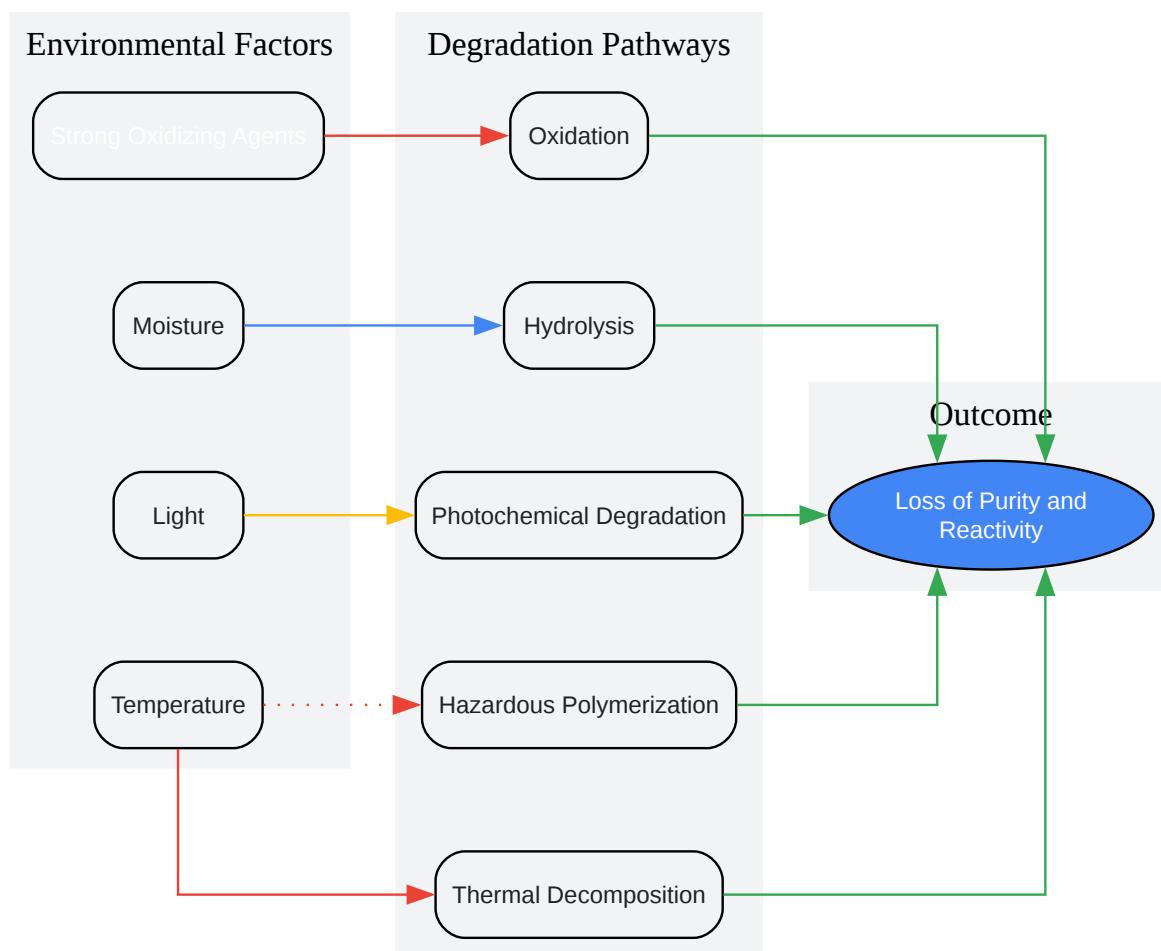 Environmental Factors
Degradation Pathways
Strong Oxidizing Agents
Oxidation
Moisture
Hydrolysis
Outcome
Light
Photochemical Degradation
Loss of Purity and
Reactivity
Temperature
Hazardous Polymerization
Thermal Decomposition